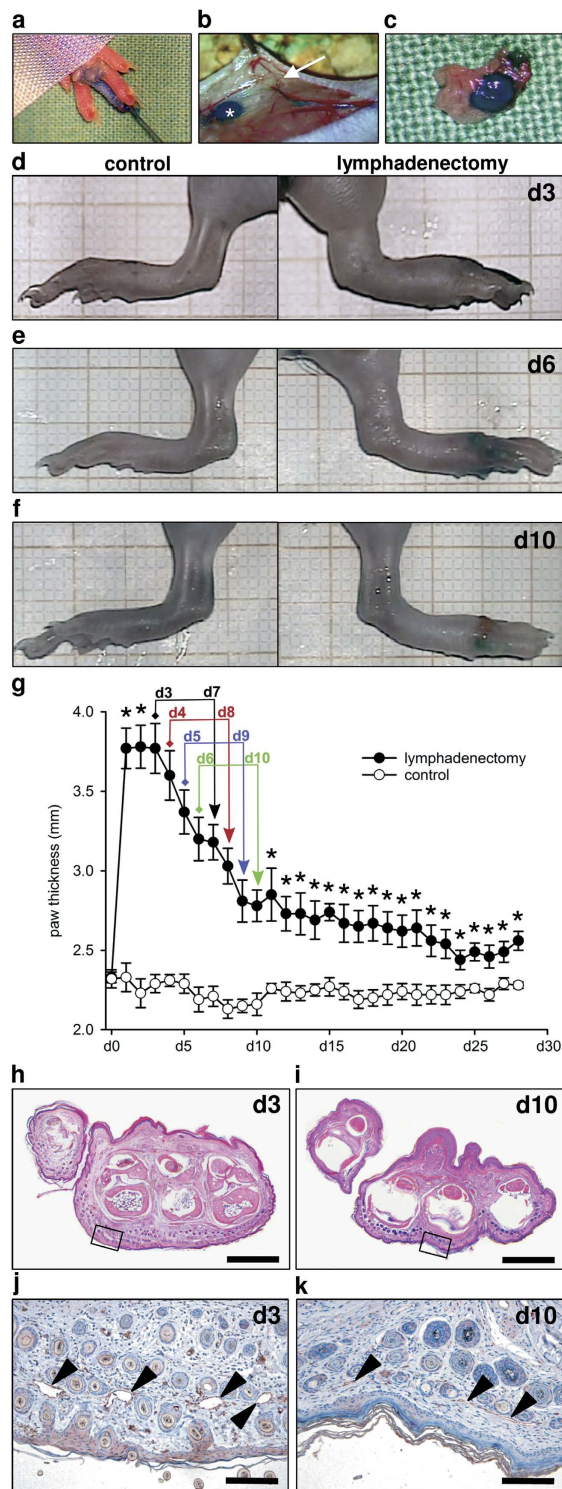 a b c
*
d control lymphadenectomy
d3
e
d6
f
d10
g
4.0
3.5
3.0
2.5
2.0
paw thickness (mm)
* *
d3 d7
d4 d8
d5 d9
d6 d10
lymphadenectomy
control
* * * * * * * * * * * * * * * * * *
d0 d5 d10 d15 d20 d25 d30
h d3
i d10
j d3
k d10